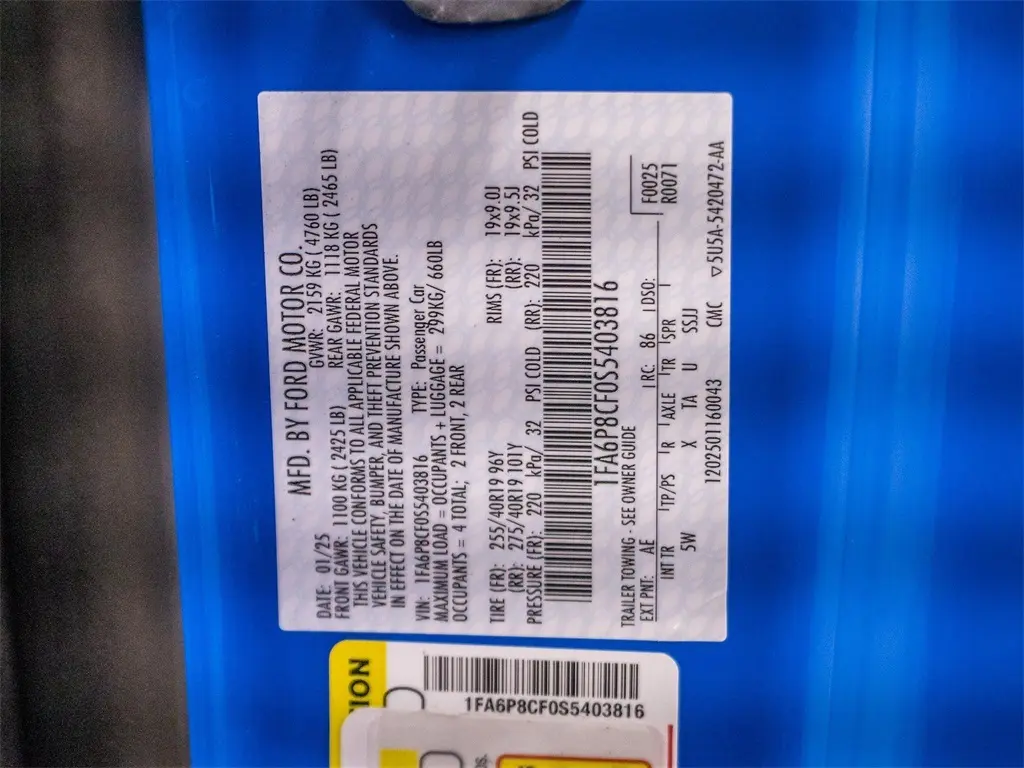 MFD. BY FORD MOTOR CO.
DATE: 01/25 GVWR: 2159 KG ( 4760 LB)
FRONT GAWR: 1100 KG ( 2425 LB) REAR GAWR: 1118 KG ( 2465 LB)
THIS VEHICLE CONFORMS TO ALL APPLICABLE FEDERAL MOTOR
VEHICLE SAFETY, BUMPER, AND THEFT PREVENTION STANDARDS
IN EFFECT ON THE DATE OF MANUFACTURE SHOWN ABOVE.
VIN: 1FA6P8CF0S5403816 TYPE: Passenger Car
MAXIMUM LOAD = OCCUPANTS + LUGGAGE = 299KG/ 660LB
OCCUPANTS = 4 TOTAL; 2 FRONT, 2 REAR
TIRE (FR): 255/40R19 96Y RIMS (FR): 19x9.0J
(RR): 275/40R19 101Y (RR): 19x9.5J
PRESSURE (FR): 220 kPa/ 32 PSI COLD (RR): 220 kPa/ 32 PSI COLD
1FA6P8CF0S5403816
TRAILER TOWING - SEE OWNER GUIDE
EXT PNT: AE RC: 86 DSO: F0025
INT TR TP/PS R AXLE TR SPR R0071
5W X TA U SSJJ
1202501160043 CMC ▽5U5A-5420472-AA
1FA6P8CF0S5403816